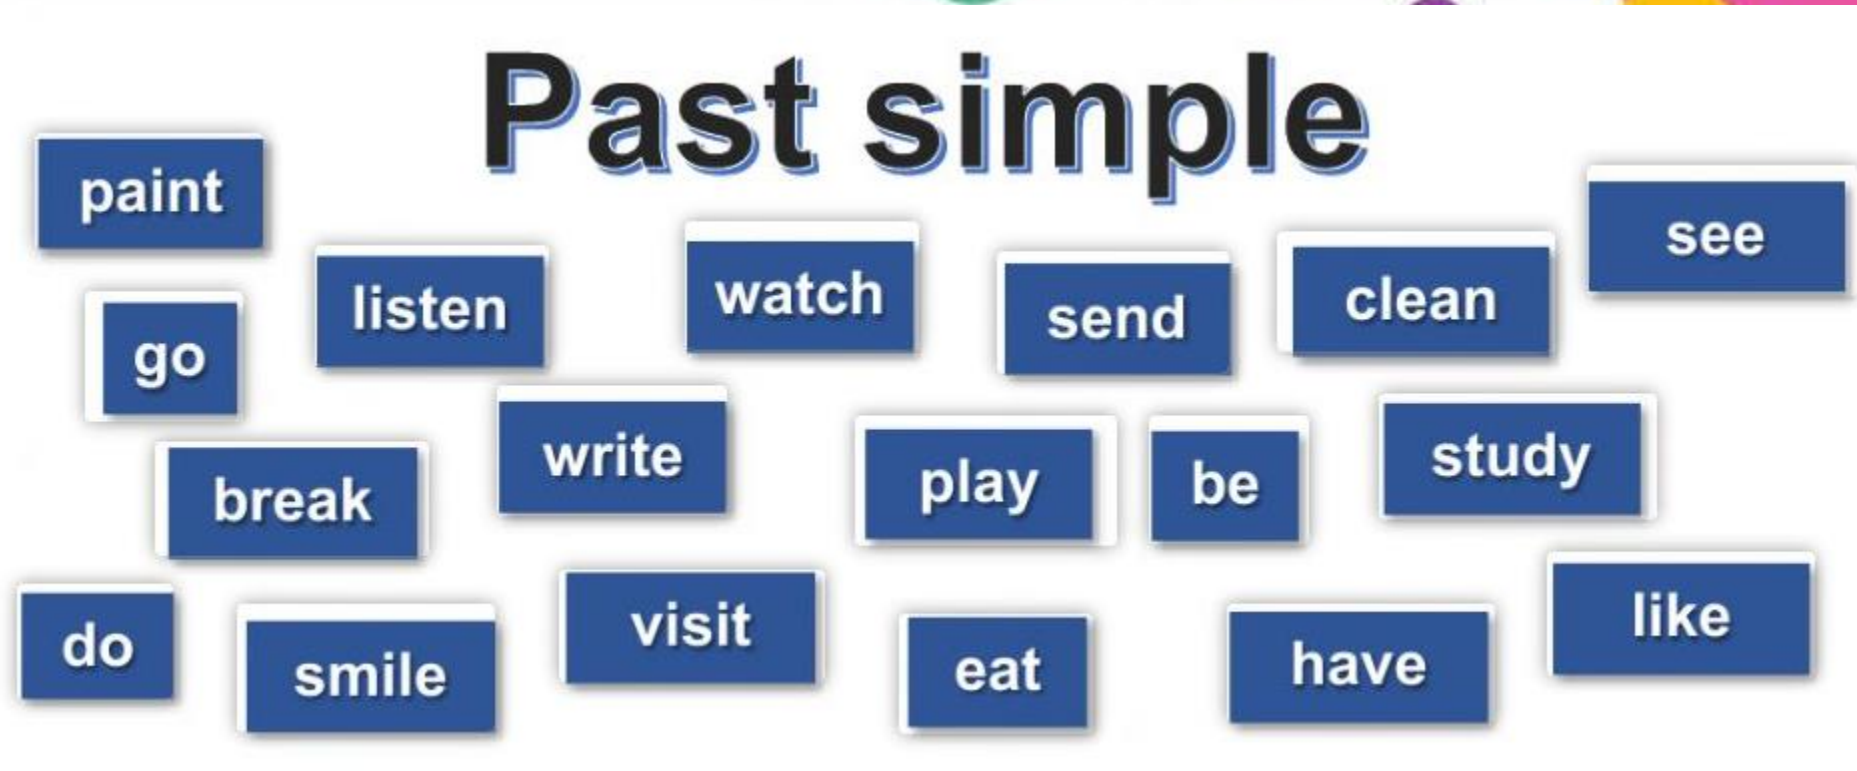 Past simple
paint
see
listen
watch
send
clean
go
write
play
be
study
break
do
smile
visit
eat
have
like